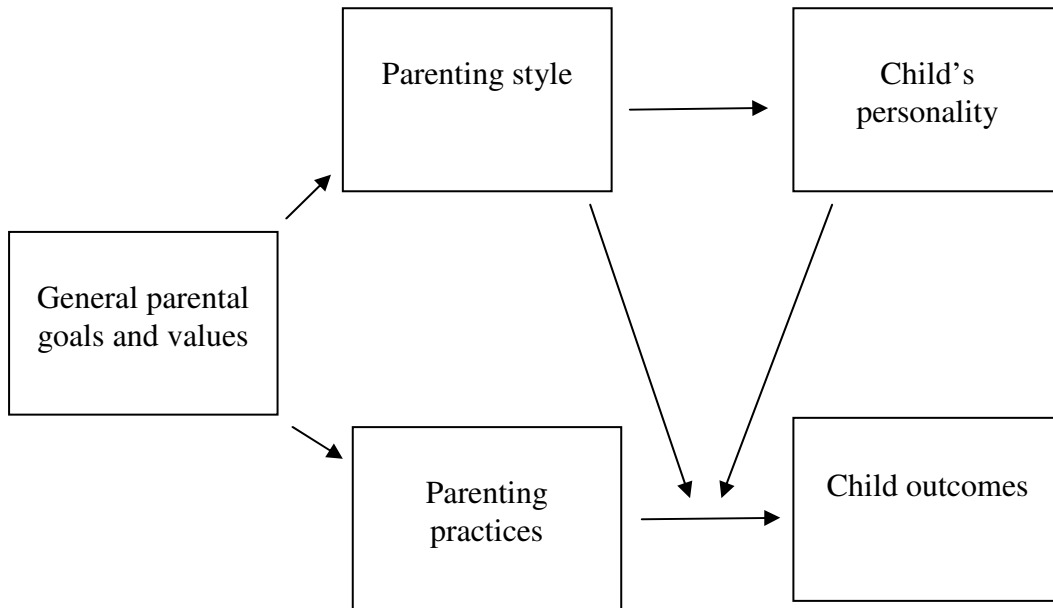 Parenting style
Child’s
personality
General parental
goals and values
Parenting
practices
Child outcomes